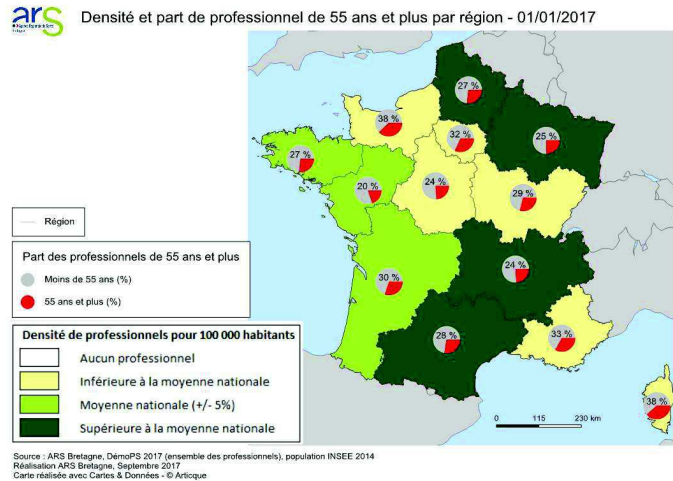 ars
Densité et part de professionnel de 55 ans et plus par région - 01/01/2017
27 %
38 %
32 %
25 %
27 %
20 %
24 %
29 %
Région
Part des professionnels de 55 ans et plus
Moins de 55 ans (%)
55 ans et plus (%)
30 %
24 %
28 %
33 %
38 %
Densité de professionnels pour 100 000 habitants
Aucun professionnel
Inférieure à la moyenne nationale
Moyenne nationale (+/- 5%)
Supérieure à la moyenne nationale
0 115 230 km
Source : ARS Bretagne, DémoPS 2017 (ensemble des professionnels), population INSEE 2014
Réalisation ARS Bretagne, Septembre 2017
Carte réalisée avec Cartes & Données - © Articque